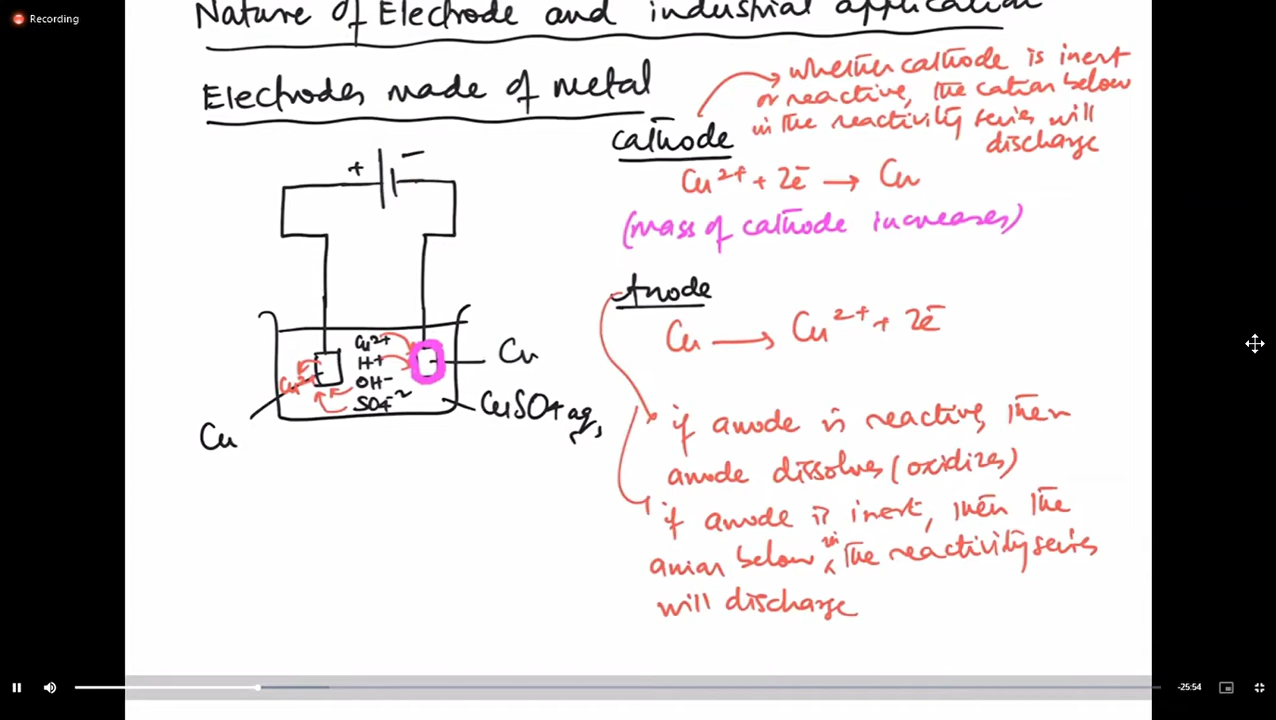 Recording
Nature of Electrode and industrial application
Electrodes made of metal
whether cathode is inert
or reactive, the cation below
in the reactivity series will
discharge
Cathode
Cu²⁺ + 2e⁻ → Cu
(mass of cathode increases)
+ −
Anode
Cu → Cu²⁺ + 2e⁻
Cu²⁺
H+
OH-
SO4⁻²
Cu²⁺
Cu
CuSO4 aq,
Cu
if anode is reactive, then
anode dissolves (oxidizes)
if anode is inert, then the
anion below in the reactivity series
will discharge
-25:54